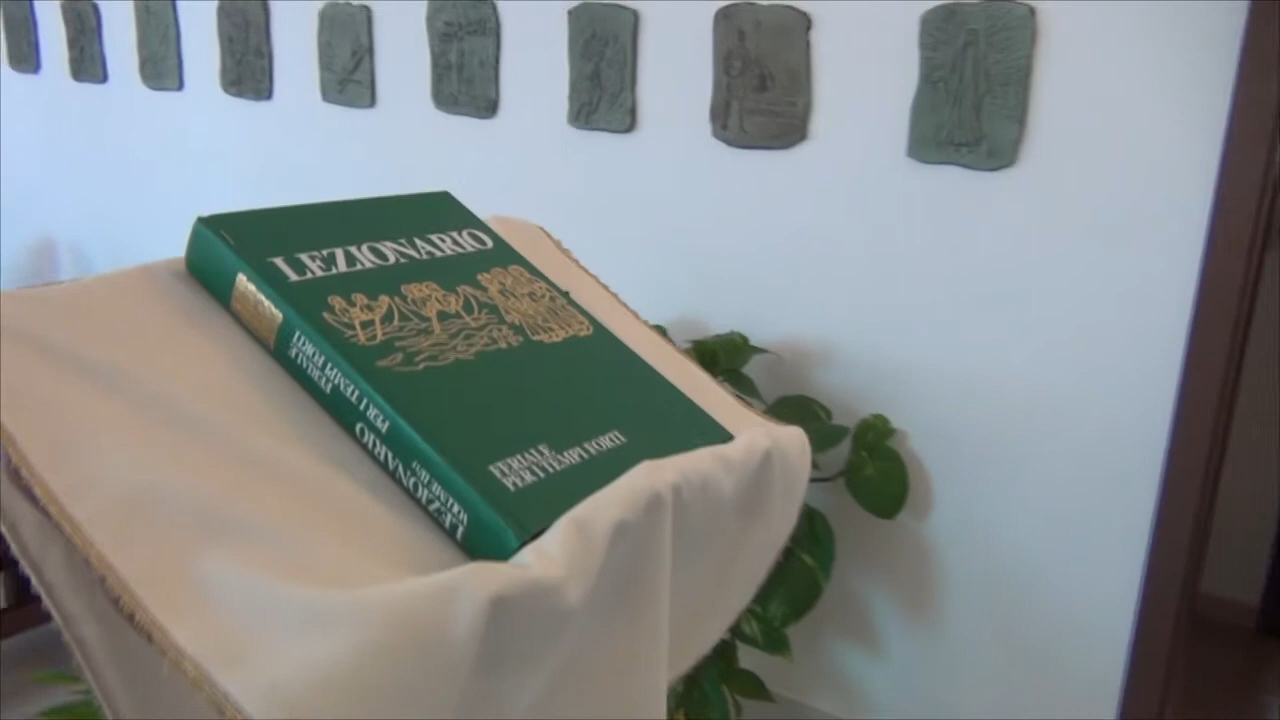 LEZIONARIO
FERIALE
PER I TEMPI FORTI
FERIALE
PER I TEMPI FORTI
LEZIONARIO